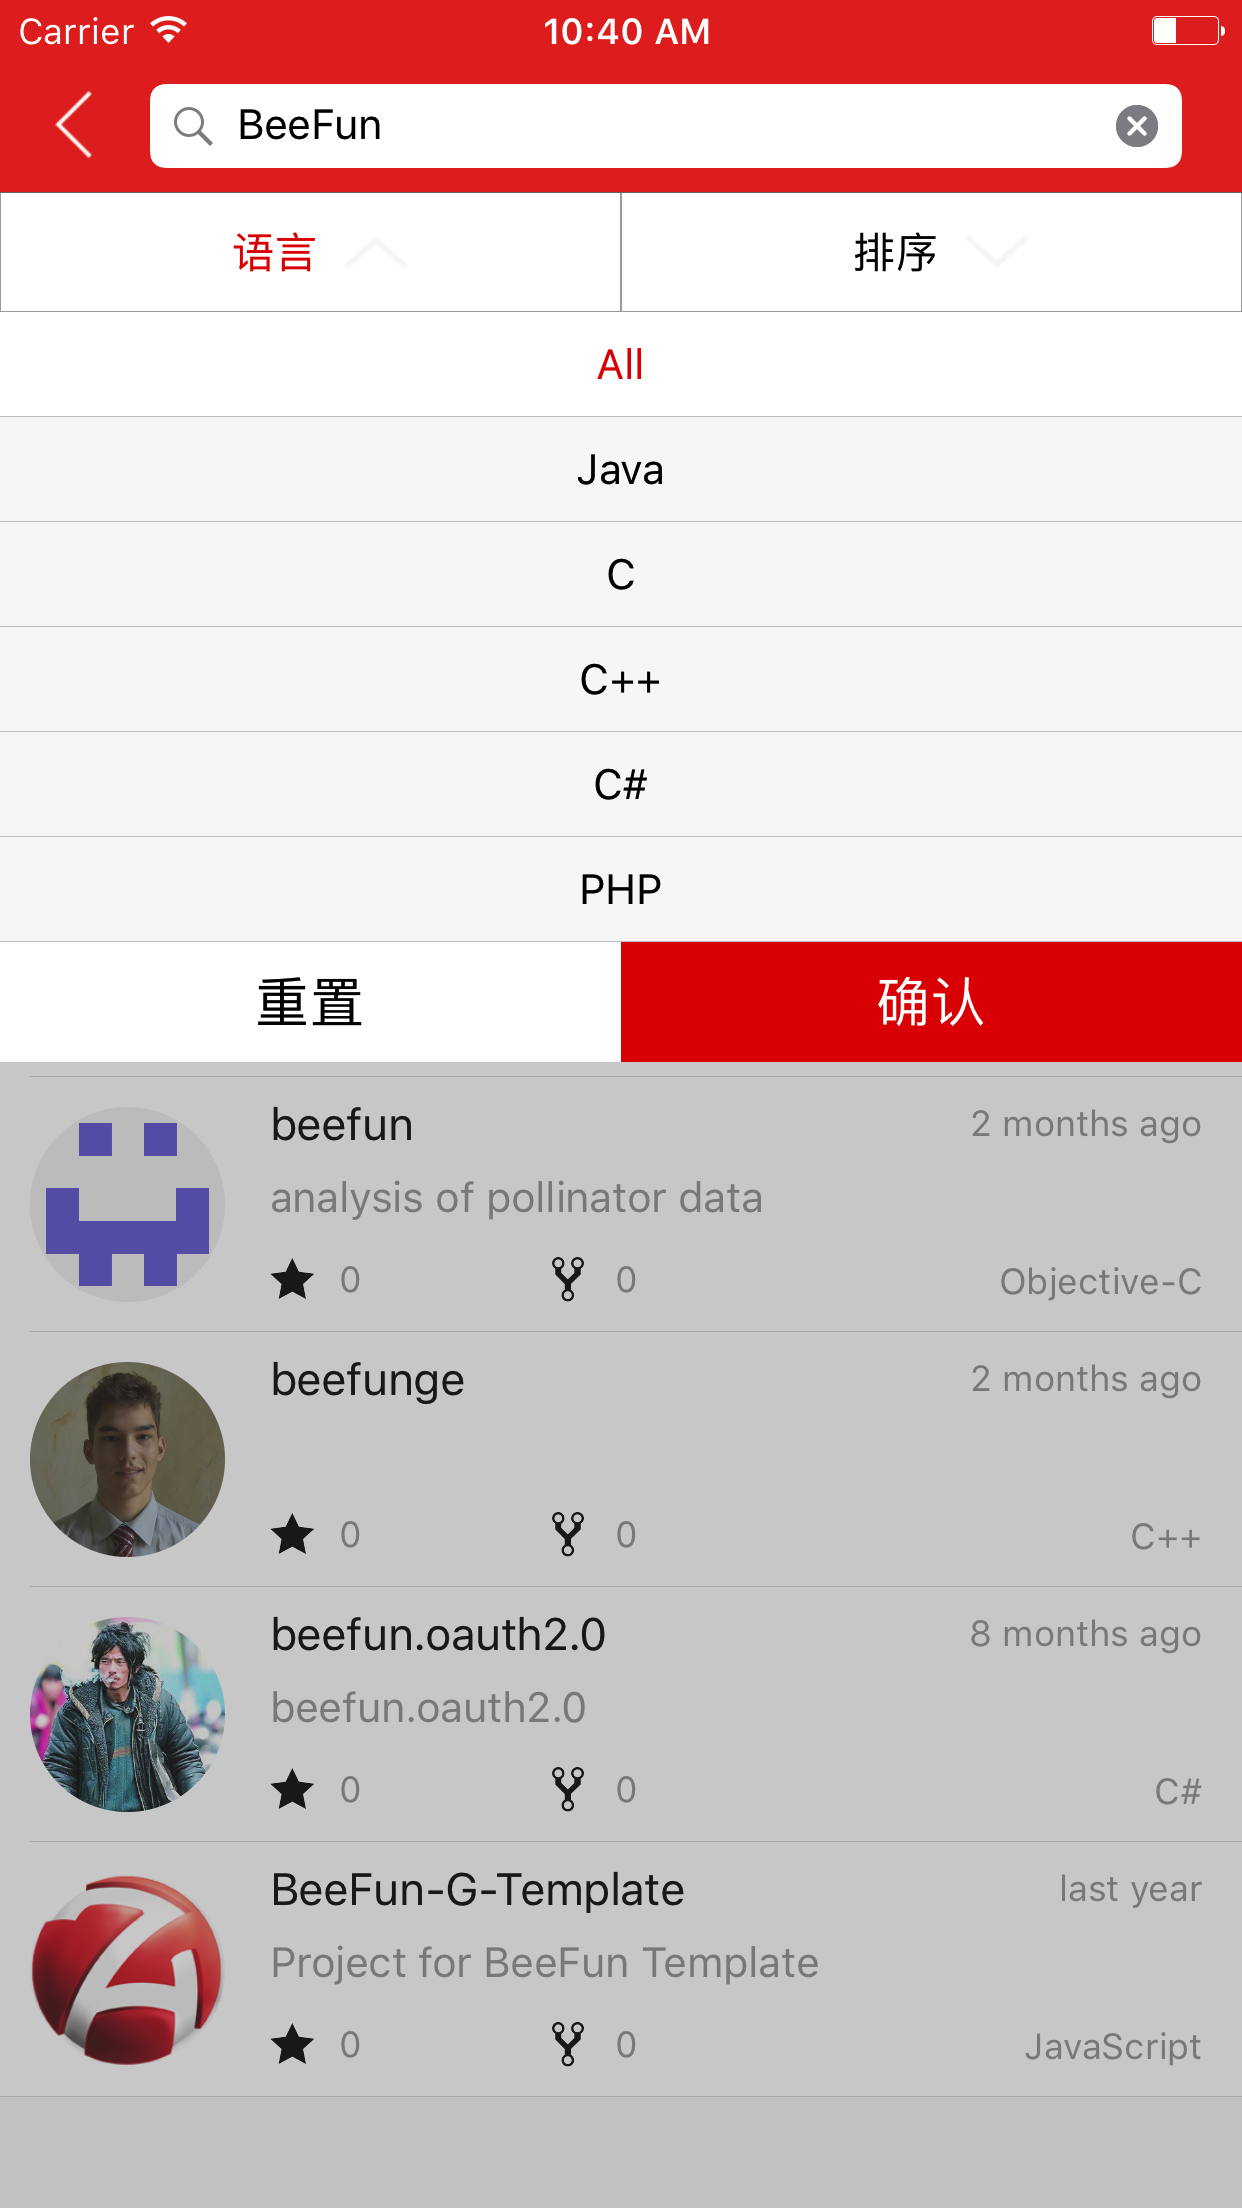 Carrier 10:40 AM
BeeFun
语言 排序
All
Java
C
C++
C#
PHP
重置 确认
beefun 2 months ago
analysis of pollinator data
0 0 Objective-C
beefunge 2 months ago
0 0 C++
beefun.oauth2.0 8 months ago
beefun.oauth2.0
0 0 C#
BeeFun-G-Template last year
Project for BeeFun Template
0 0 JavaScript